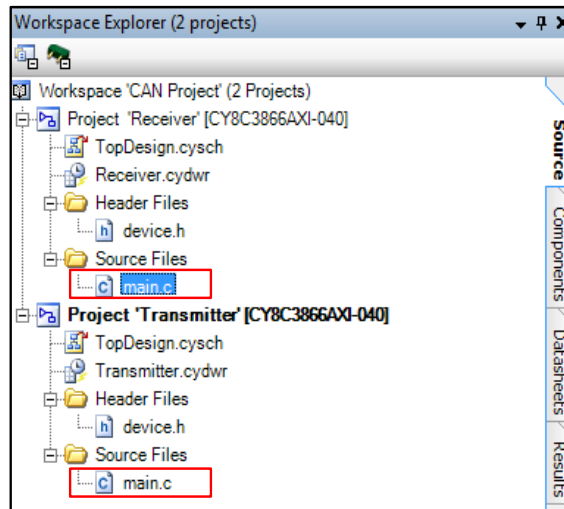 Workspace Explorer (2 projects)
Workspace 'CAN Project' (2 Projects)
Project 'Receiver' [CY8C3866AXI-040]
TopDesign.cysch
Receiver.cydwr
Header Files
h device.h
Source Files
c main.c
Project 'Transmitter' [CY8C3866AXI-040]
TopDesign.cysch
Transmitter.cydwr
Header Files
h device.h
Source Files
c main.c
Source
Components
Datasheets
Results